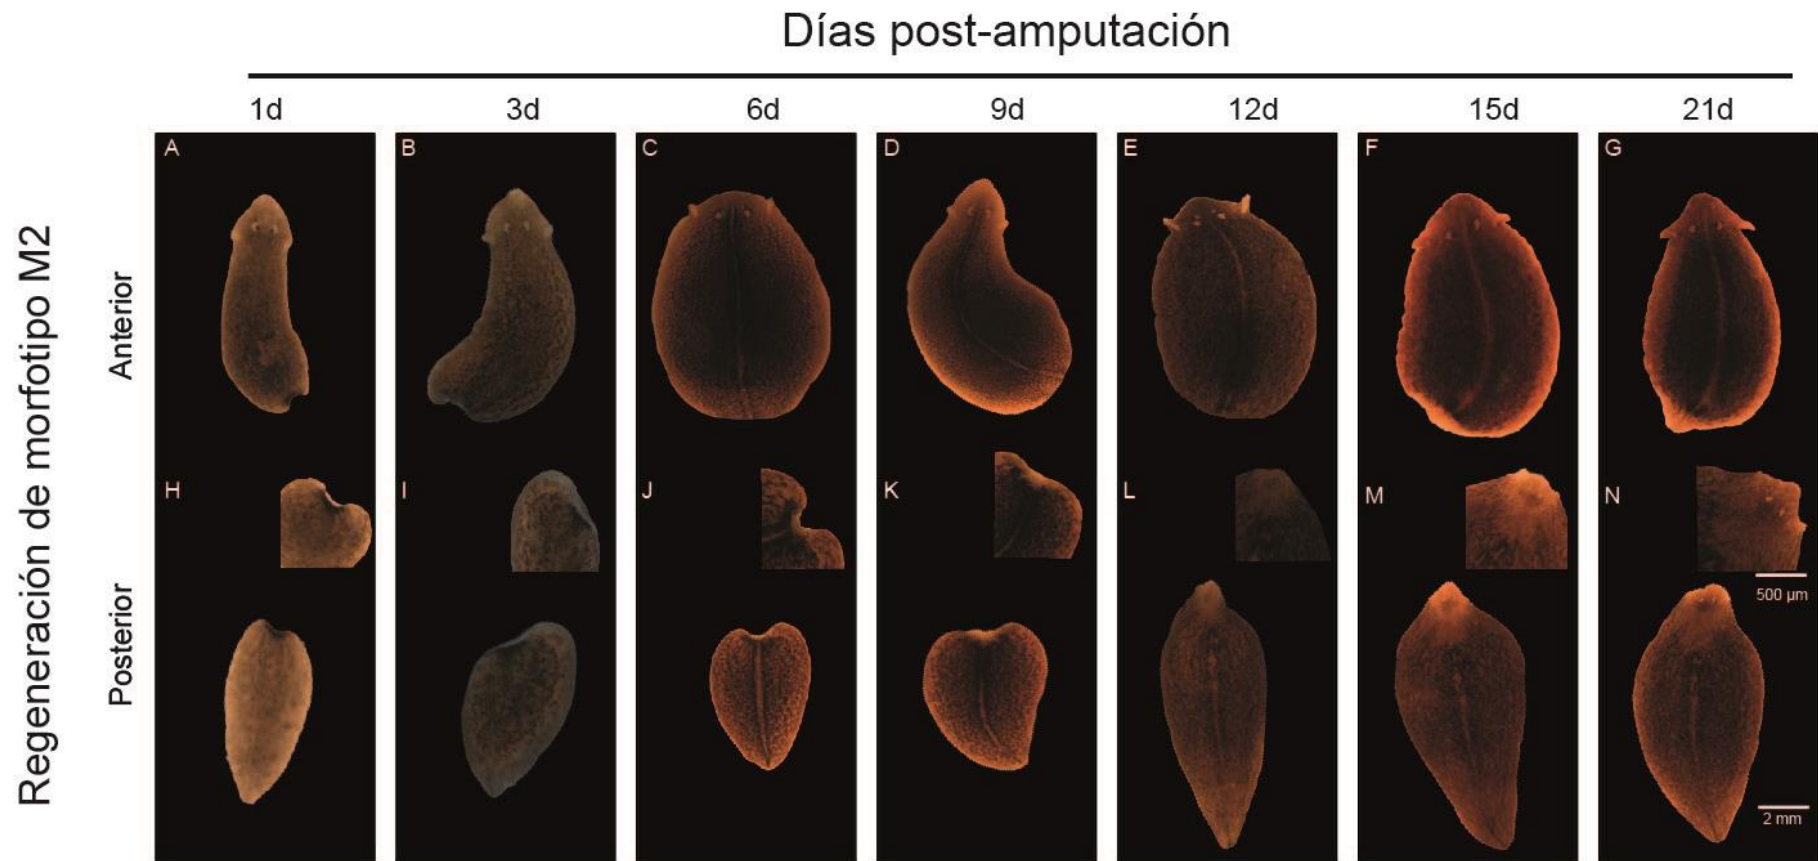 Días post-amputación
1d 3d 6d 9d 12d 15d 21d
Regeneración de morfotipo M2
Anterior
A B C D E F G
Posterior
H I J K L M N
500 µm
2 mm